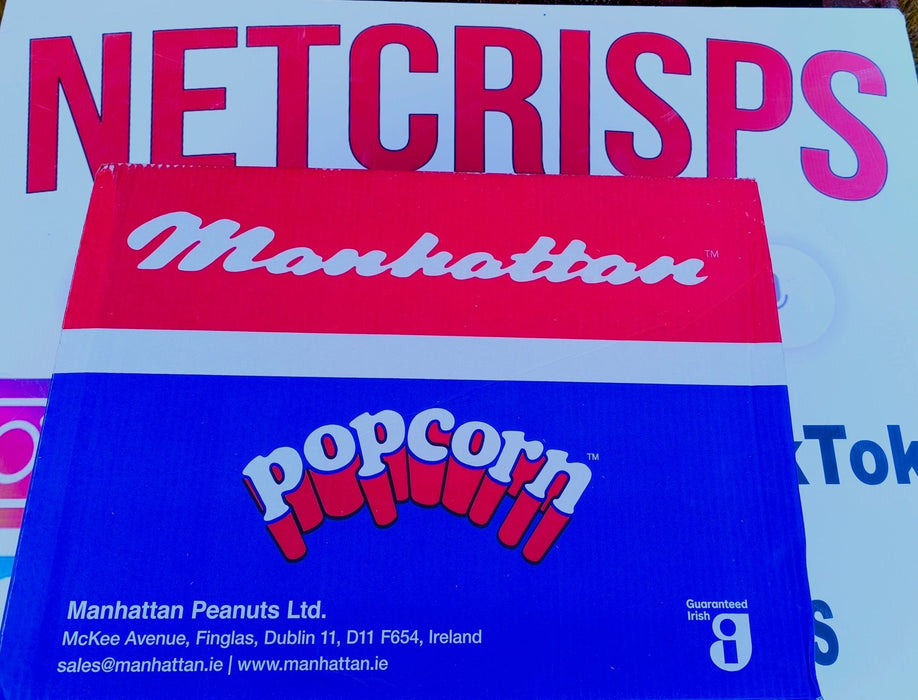 NETCRISPS
Manhattan™
popcorn™
TikTok
Manhattan Peanuts Ltd.
McKee Avenue, Finglas, Dublin 11, D11 F654, Ireland
sales@manhattan.ie | www.manhattan.ie
Guaranteed
Irish